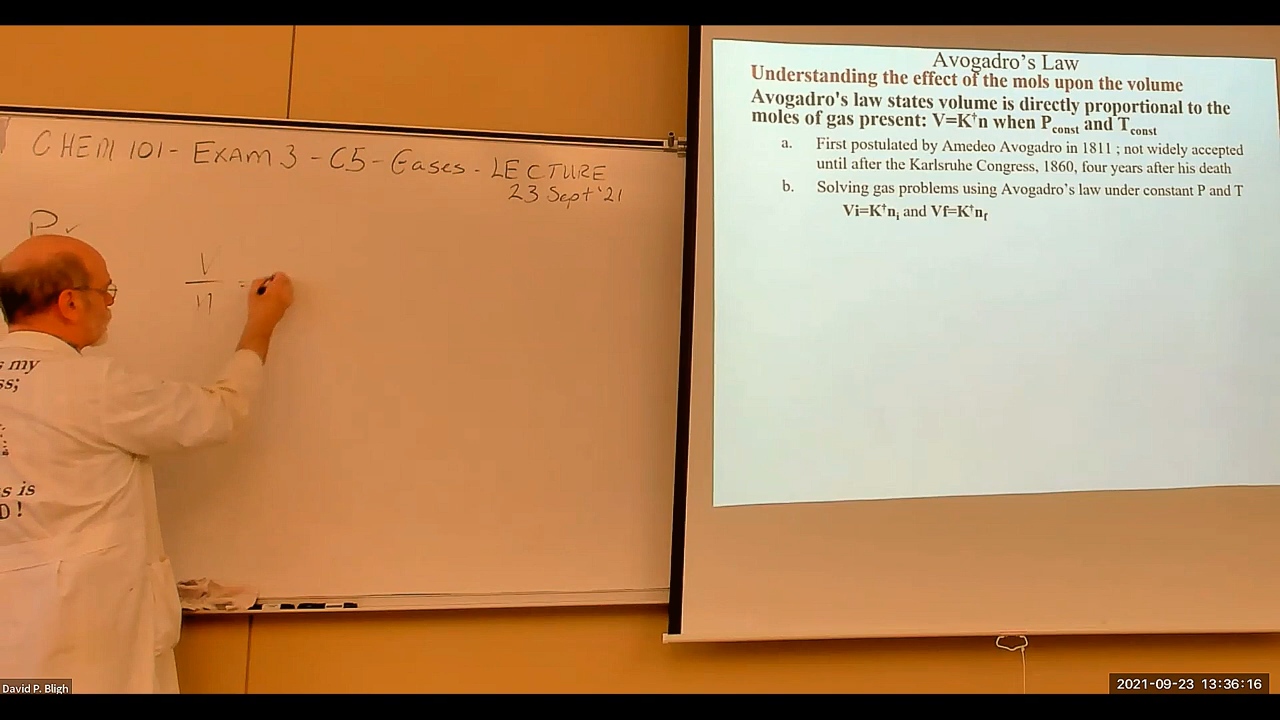 CHEM 101 - EXAM 3 - C5 - Gases - LECTURE
23 Sept '21
P
V
n
=
my
s is
D!
Avogadro's Law
Understanding the effect of the mols upon the volume
Avogadro's law states volume is directly proportional to the
moles of gas present: V=K†n when Pconst and Tconst
a. First postulated by Amedeo Avogadro in 1811 ; not widely accepted
until after the Karlsruhe Congress, 1860, four years after his death
b. Solving gas problems using Avogadro's law under constant P and T
Vi=K†ni and Vf=K†nf
David P. Bligh
2021-09-23 13:36:16